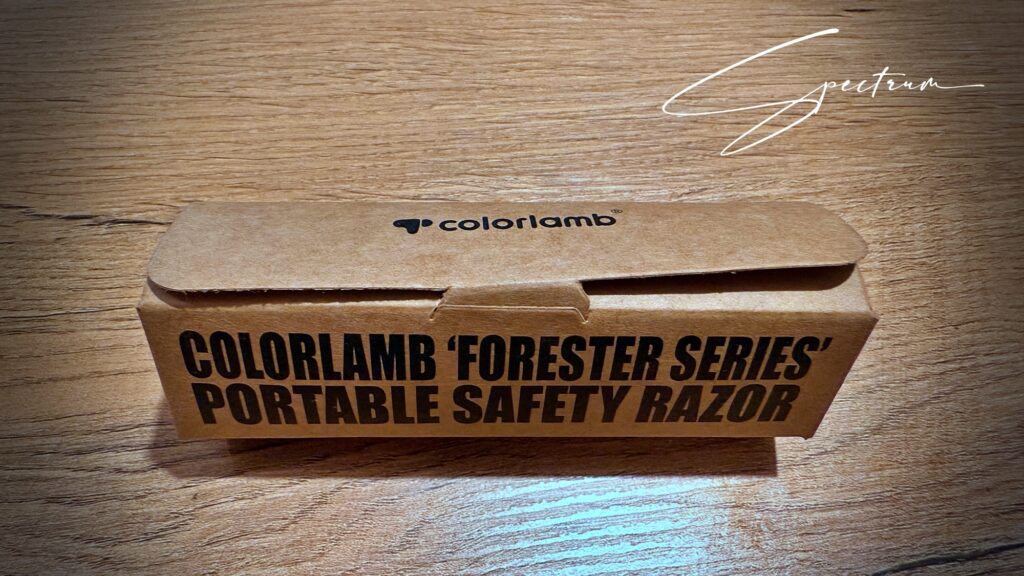 Spectrum
colorlamb®
COLORLAMB ‘FORESTER SERIES’
PORTABLE SAFETY RAZOR